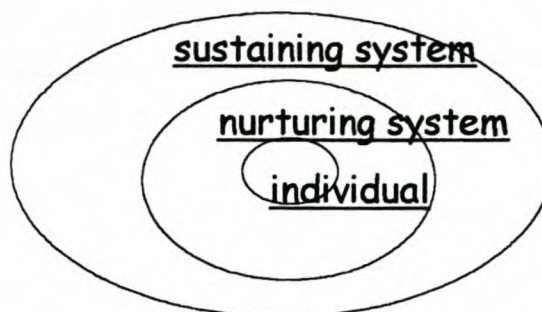 sustaining system
nurturing system
individual